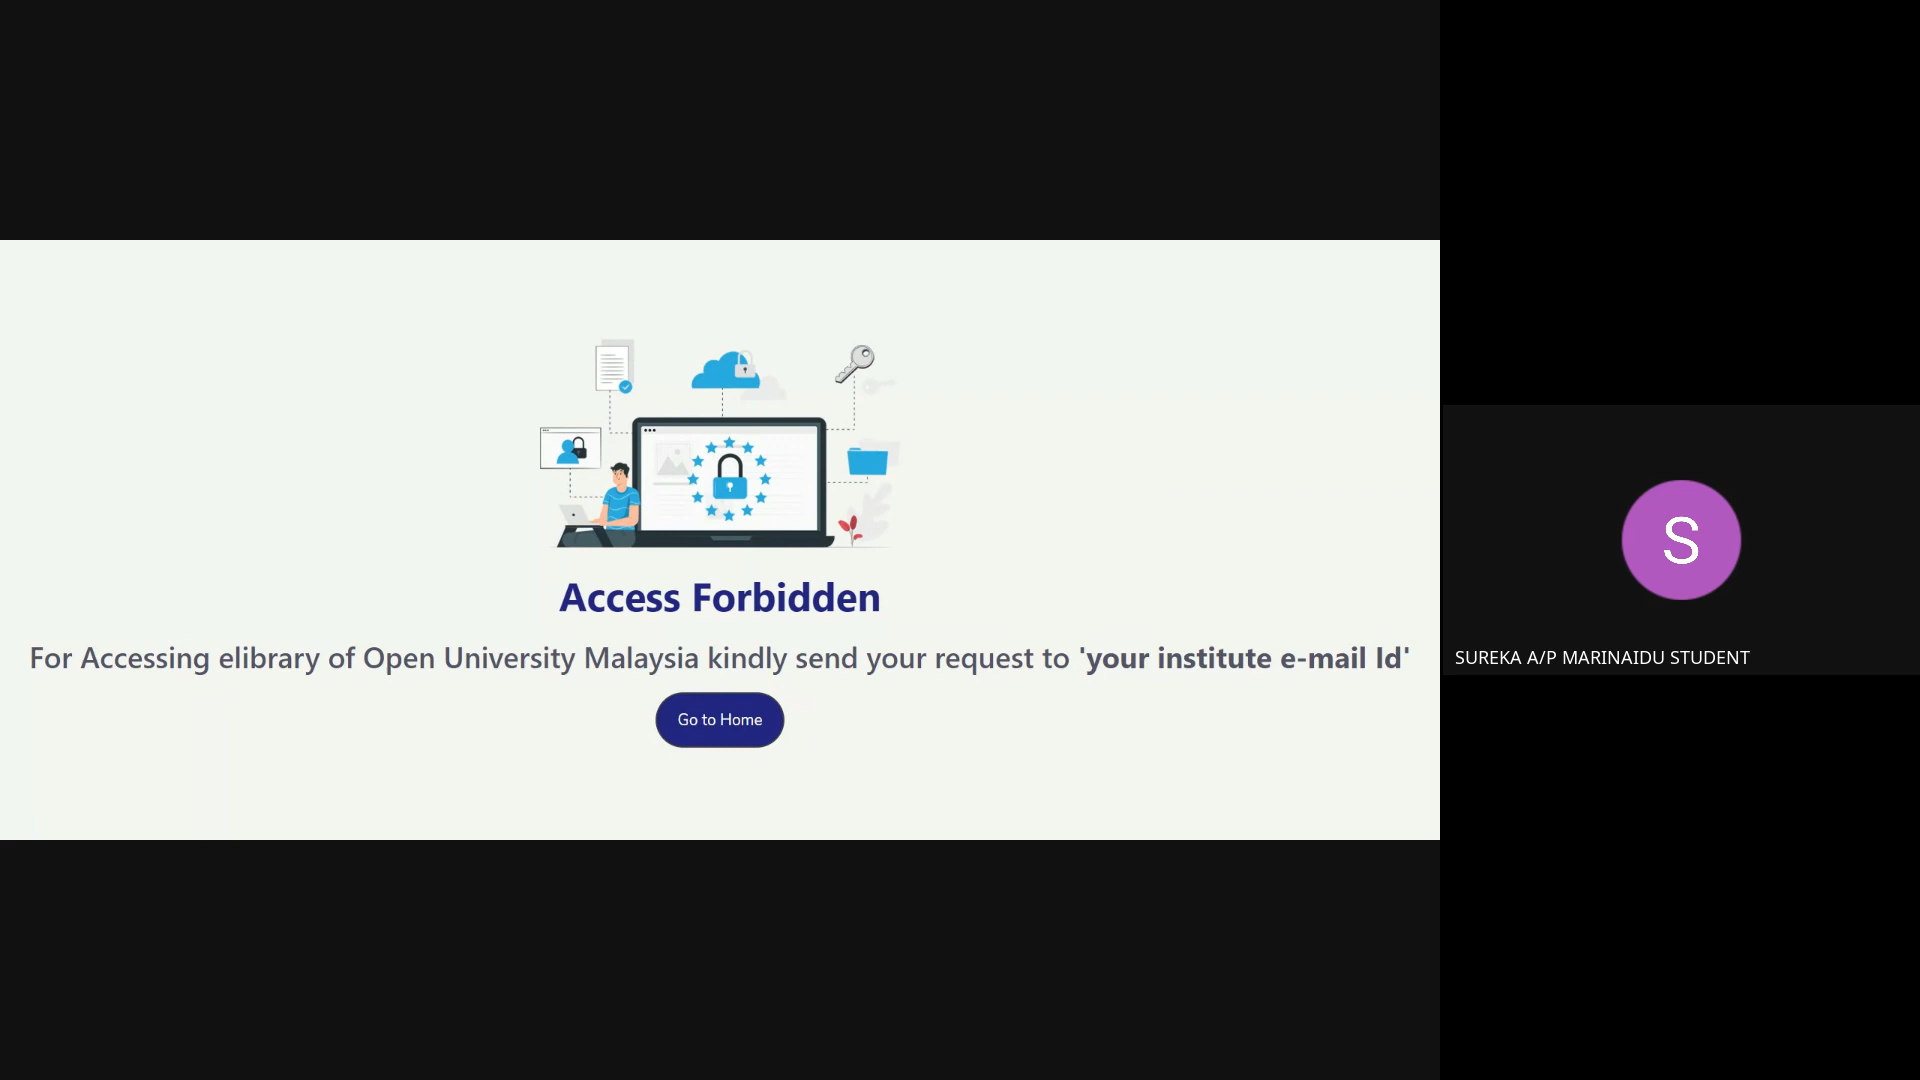 Access Forbidden
For Accessing elibrary of Open University Malaysia kindly send your request to 'your institute e-mail Id'
Go to Home
S
SUREKA A/P MARINAIDU STUDENT